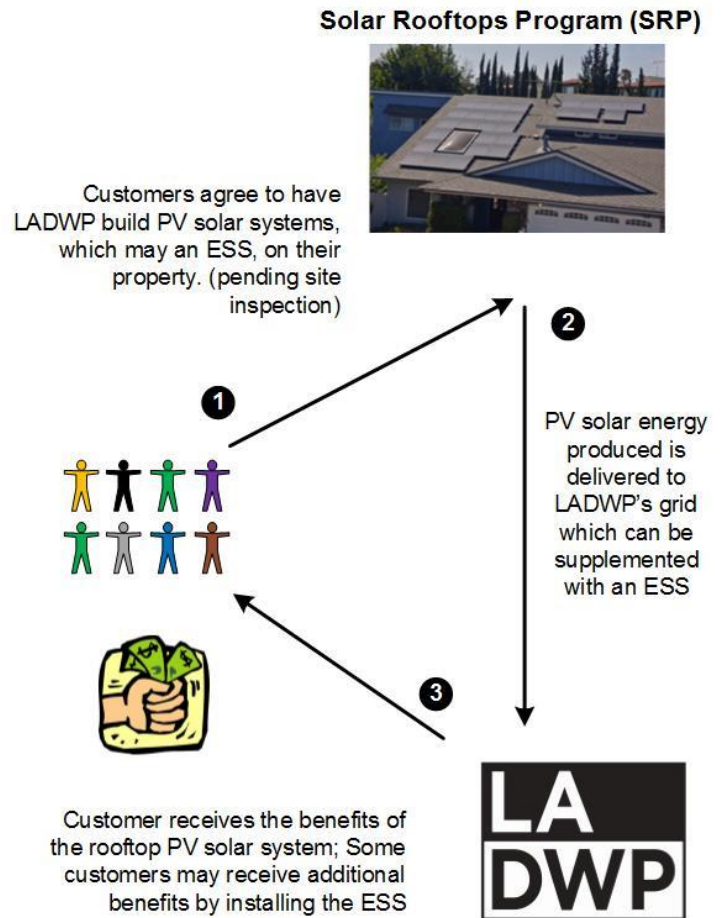 Solar Rooftops Program (SRP)
Customers agree to have
LADWP build PV solar systems,
which may an ESS, on their
property. (pending site
inspection)
1
2
PV solar energy
produced is
delivered to
LADWP's grid
which can be
supplemented
with an ESS
3
Customer receives the benefits of
the rooftop PV solar system; Some
customers may receive additional
benefits by installing the ESS
LA
DWP